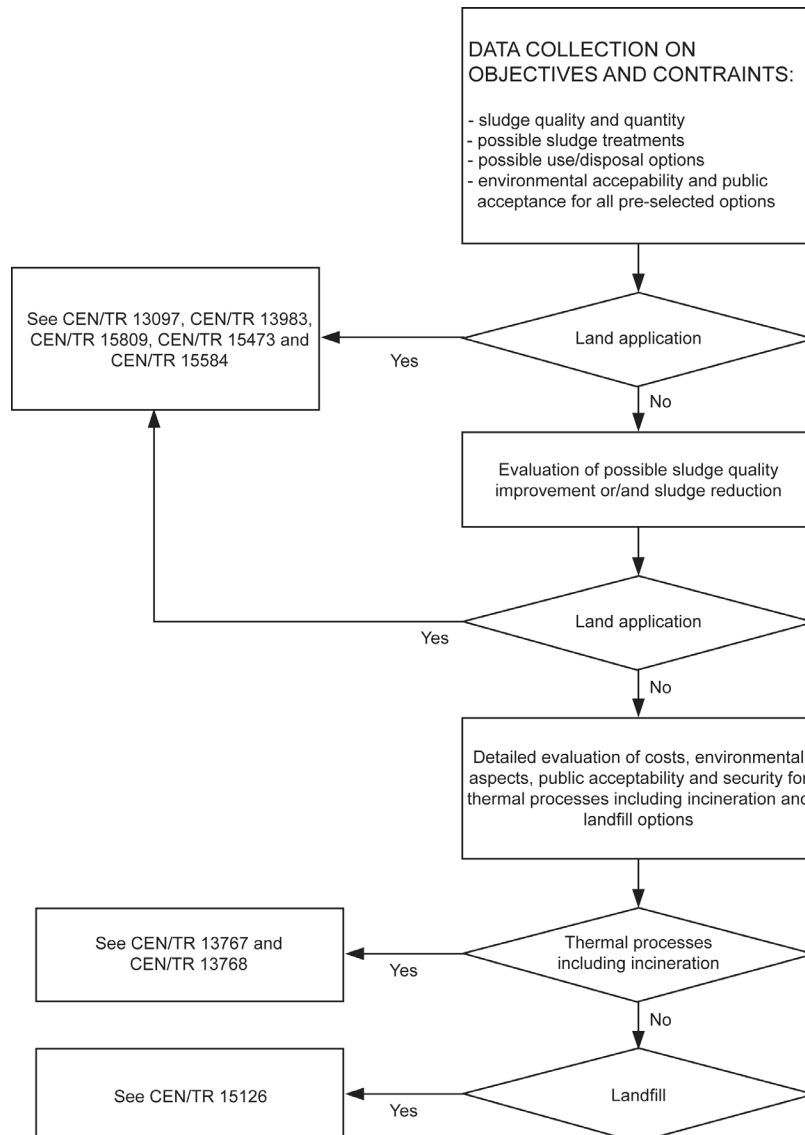 DATA COLLECTION ON
OBJECTIVES AND CONTRAINTS:
- sludge quality and quantity
- possible sludge treatments
- possible use/disposal options
- environmental accepability and public
acceptance for all pre-selected options
See CEN/TR 13097, CEN/TR 13983,
CEN/TR 15809, CEN/TR 15473 and
CEN/TR 15584
Yes
Land application
No
Evaluation of possible sludge quality
improvement or/and sludge reduction
Land application
Yes
No
Detailed evaluation of costs, environmental
aspects, public acceptability and security for
thermal processes including incineration and
landfill options
See CEN/TR 13767 and
CEN/TR 13768
Yes
Thermal processes
including incineration
No
See CEN/TR 15126
Yes
Landfill